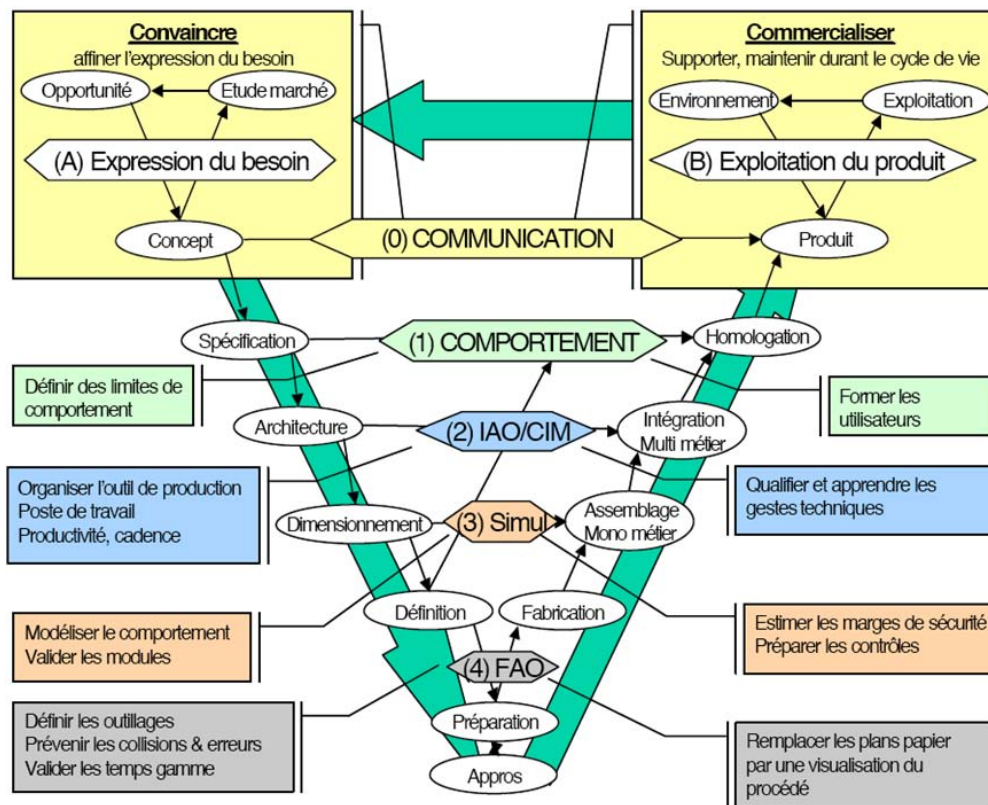 Convaincre
affiner l'expression du besoin
Opportunité
Etude marché
(A) Expression du besoin
Concept
Commercialiser
Supporter, maintenir durant le cycle de vie
Environnement
Exploitation
(B) Exploitation du produit
Produit
(0) COMMUNICATION
Spécification
(1) COMPORTEMENT
Homologation
Définir des limites de
comportement
Former les
utilisateurs
Architecture
(2) IAO/CIM
Intégration
Multi métier
Organiser l'outil de production
Poste de travail
Productivité, cadence
Qualifier et apprendre les
gestes techniques
Dimensionnement
(3) Simul
Assemblage
Mono métier
Définition
Fabrication
Modéliser le comportement
Valider les modules
Estimer les marges de sécurité
Préparer les contrôles
(4) FAO
Préparation
Appros
Définir les outillages
Prévenir les collisions & erreurs
Valider les temps gamme
Remplacer les plans papier
par une visualisation du
procédé